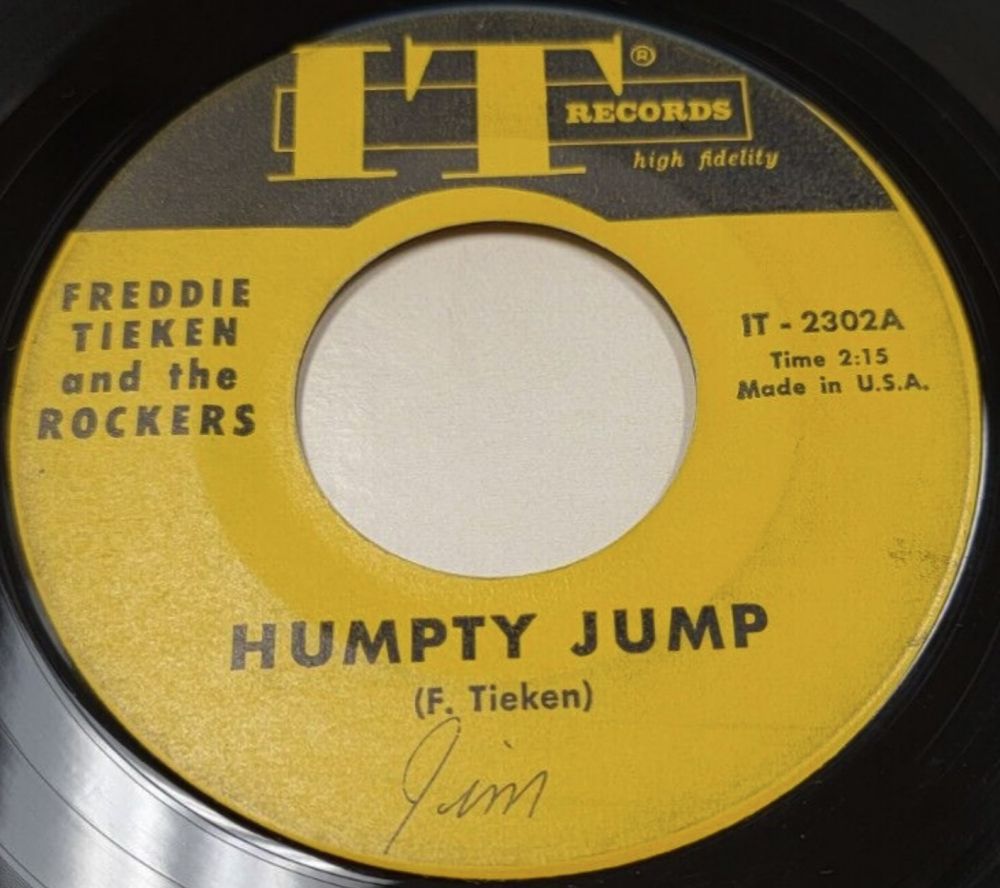 IT ®
RECORDS
high fidelity
FREDDIE
TIEKEN
and the
ROCKERS
IT - 2302A
Time 2:15
Made in U.S.A.
HUMPTY JUMP
(F. Tieken)
Jim